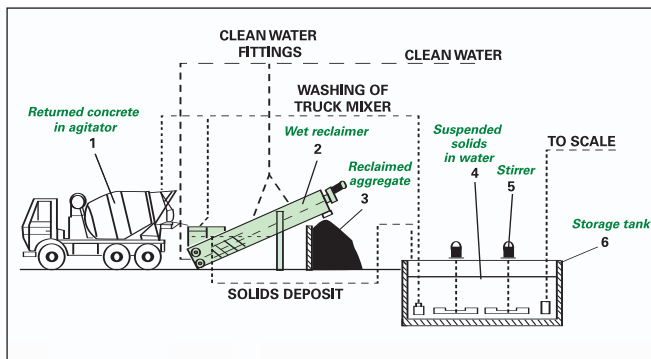 CLEAN WATER
FITTINGS
CLEAN WATER
WASHING OF
TRUCK MIXER
Returned concrete
in agitator
1
Wet reclaimer
2
Reclaimed
aggregate
3
Suspended
solids
in water
4
Stirrer
5
TO SCALE
Storage tank
6
SOLIDS DEPOSIT